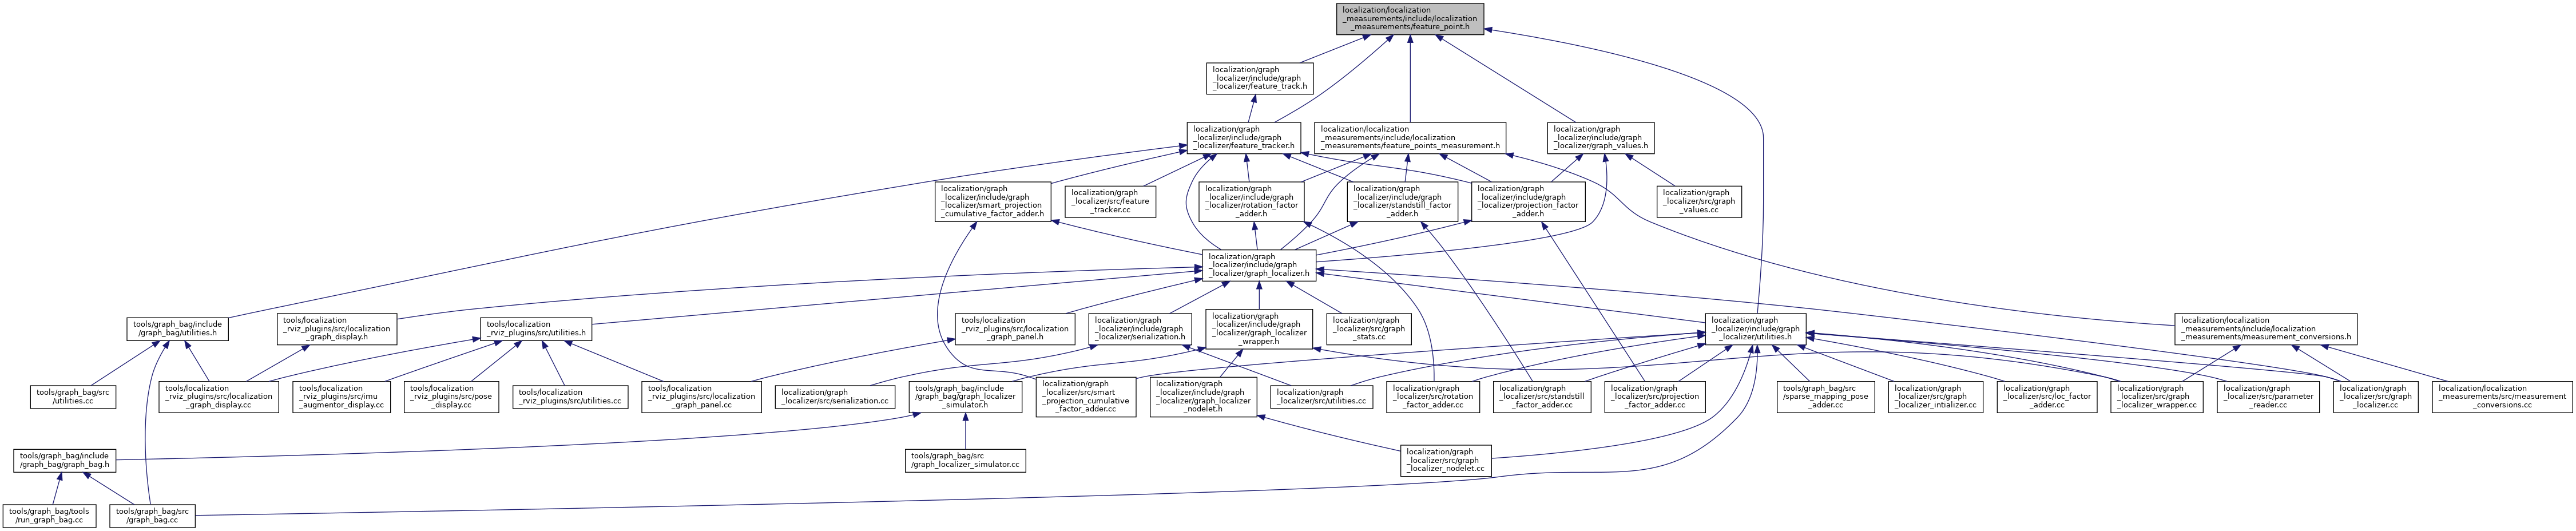 localization/localization
_measurements/include/localization
_measurements/feature_point.h
localization/graph
_localizer/include/graph
_localizer/feature_track.h
localization/graph
_localizer/include/graph
_localizer/feature_tracker.h
localization/localization
_measurements/include/localization
_measurements/feature_points_measurement.h
localization/graph
_localizer/include/graph
_localizer/graph_values.h
localization/graph
_localizer/include/graph
_localizer/smart_projection
_cumulative_factor_adder.h
localization/graph
_localizer/src/feature
_tracker.cc
localization/graph
_localizer/include/graph
_localizer/rotation_factor
_adder.h
localization/graph
_localizer/include/graph
_localizer/standstill_factor
_adder.h
localization/graph
_localizer/include/graph
_localizer/projection_factor
_adder.h
localization/graph
_localizer/src/graph
_values.cc
localization/graph
_localizer/include/graph
_localizer/graph_localizer.h
tools/graph_bag/include
/graph_bag/utilities.h
tools/localization
_rviz_plugins/src/localization
_graph_display.h
tools/localization
_rviz_plugins/src/utilities.h
tools/localization
_rviz_plugins/src/localization
_graph_panel.h
localization/graph
_localizer/include/graph
_localizer/serialization.h
localization/graph
_localizer/include/graph
_localizer/graph_localizer
_wrapper.h
localization/graph
_localizer/src/graph
_stats.cc
localization/graph
_localizer/include/graph
_localizer/utilities.h
localization/localization
_measurements/include/localization
_measurements/measurement_conversions.h
tools/graph_bag/src
/utilities.cc
tools/localization
_rviz_plugins/src/localization
_graph_display.cc
tools/localization
_rviz_plugins/src/imu
_augmentor_display.cc
tools/localization
_rviz_plugins/src/pose
_display.cc
tools/localization
_rviz_plugins/src/utilities.cc
tools/localization
_rviz_plugins/src/localization
_graph_panel.cc
localization/graph
_localizer/src/serialization.cc
tools/graph_bag/include
/graph_bag/graph_localizer
_simulator.h
localization/graph
_localizer/src/smart
_projection_cumulative
_factor_adder.cc
localization/graph
_localizer/include/graph
_localizer/graph_localizer
_nodelet.h
localization/graph
_localizer/src/utilities.cc
localization/graph
_localizer/src/rotation
_factor_adder.cc
localization/graph
_localizer/src/standstill
_factor_adder.cc
localization/graph
_localizer/src/projection
_factor_adder.cc
tools/graph_bag/src
/sparse_mapping_pose
_adder.cc
localization/graph
_localizer/src/graph
_localizer_intializer.cc
localization/graph
_localizer/src/loc_factor
_adder.cc
localization/graph
_localizer/src/graph
_localizer_wrapper.cc
localization/graph
_localizer/src/parameter
_reader.cc
localization/graph
_localizer/src/graph
_localizer.cc
localization/localization
_measurements/src/measurement
_conversions.cc
tools/graph_bag/include
/graph_bag/graph_bag.h
tools/graph_bag/src
/graph_localizer_simulator.cc
localization/graph
_localizer/src/graph
_localizer_nodelet.cc
tools/graph_bag/tools
/run_graph_bag.cc
tools/graph_bag/src
/graph_bag.cc